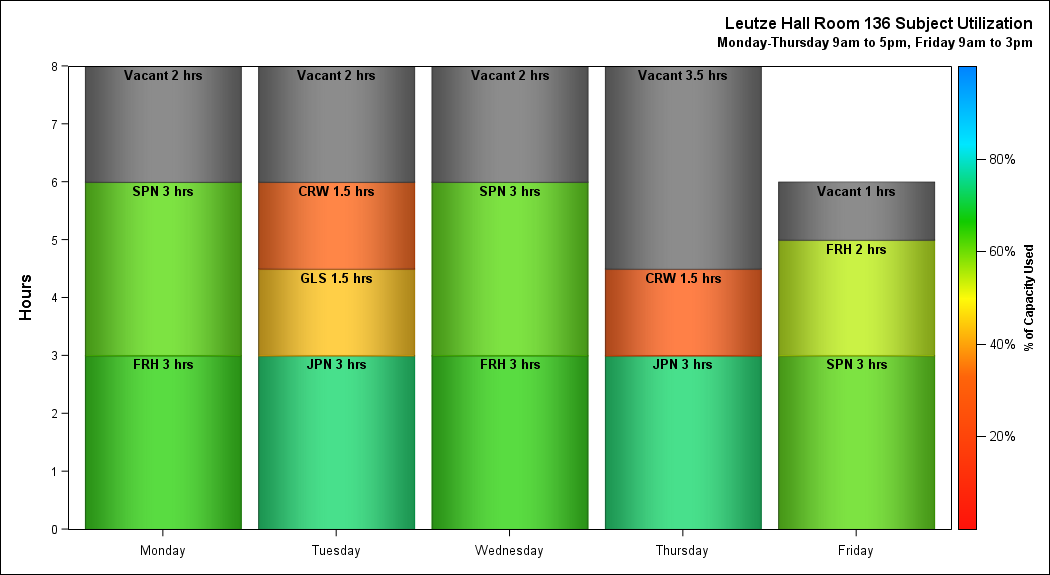 Leutze Hall Room 136 Subject Utilization
Monday-Thursday 9am to 5pm, Friday 9am to 3pm
8
7
6
5
4
3
2
1
0
Hours
Vacant 2 hrs
SPN 3 hrs
FRH 3 hrs
Vacant 2 hrs
CRW 1.5 hrs
GLS 1.5 hrs
JPN 3 hrs
Vacant 2 hrs
SPN 3 hrs
FRH 3 hrs
Vacant 3.5 hrs
CRW 1.5 hrs
JPN 3 hrs
Vacant 1 hrs
FRH 2 hrs
SPN 3 hrs
Monday
Tuesday
Wednesday
Thursday
Friday
80%
60%
40%
20%
% of Capacity Used